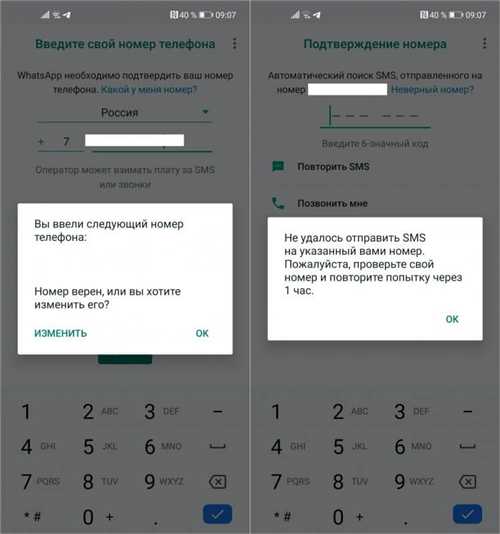 40 % 09:07
Введите свой номер телефона
WhatsApp необходимо подтвердить ваш номер
телефона. Какой у меня номер?
Россия
+ 7
Оператор может взимать плату за SMS
или звонки
Вы ввели следующий номер
телефона:
Номер верен, или вы хотите
изменить его?
ИЗМЕНИТЬ OK
1 2 ABC 3 DEF –
4 GHI 5 JKL 6 MNO
7 PQRS 8 TUV 9 WXYZ
* # 0 + .
40 % 09:07
Подтверждение номера
Автоматический поиск SMS, отправленного на
номер Неверный номер?
Введите 6-значный код
Повторить SMS
Позвонить мне
Не удалось отправить SMS
на указанный вами номер.
Пожалуйста, проверьте свой
номер и повторите попытку через
1 час.
OK
1 2 ABC 3 DEF –
4 GHI 5 JKL 6 MNO
7 PQRS 8 TUV 9 WXYZ
* # 0 + .